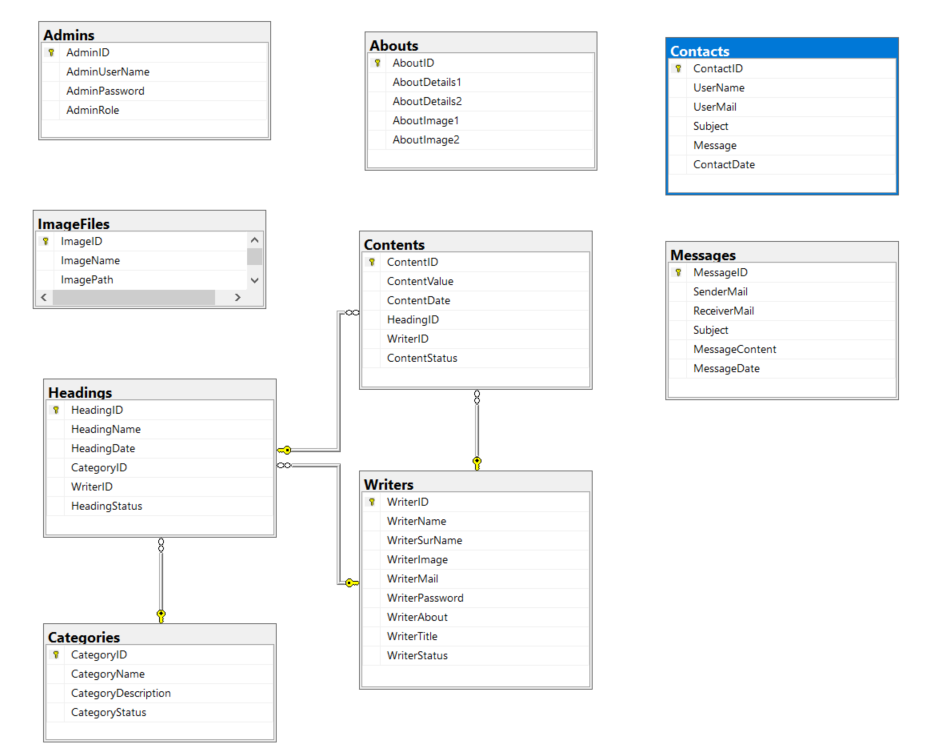 Admins
AdminID
AdminUserName
AdminPassword
AdminRole
Abouts
AboutID
AboutDetails1
AboutDetails2
AboutImage1
AboutImage2
Contacts
ContactID
UserName
UserMail
Subject
Message
ContactDate
ImageFiles
ImageID
ImageName
ImagePath
Contents
ContentID
ContentValue
ContentDate
HeadingID
WriterID
ContentStatus
Messages
MessageID
SenderMail
ReceiverMail
Subject
MessageContent
MessageDate
Headings
HeadingID
HeadingName
HeadingDate
CategoryID
WriterID
HeadingStatus
Writers
WriterID
WriterName
WriterSurName
WriterImage
WriterMail
WriterPassword
WriterAbout
WriterTitle
WriterStatus
Categories
CategoryID
CategoryName
CategoryDescription
CategoryStatus